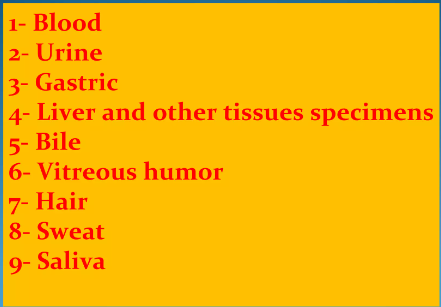 1- Blood
2- Urine
3- Gastric
4- Liver and other tissues specimens
5- Bile
6- Vitreous humor
7- Hair
8- Sweat
9- Saliva